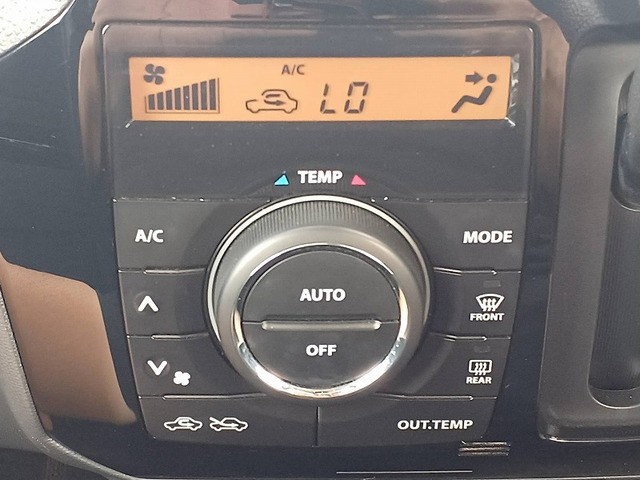 A/C
LO
TEMP
A/C
MODE
AUTO
FRONT
OFF
REAR
OUT.TEMP